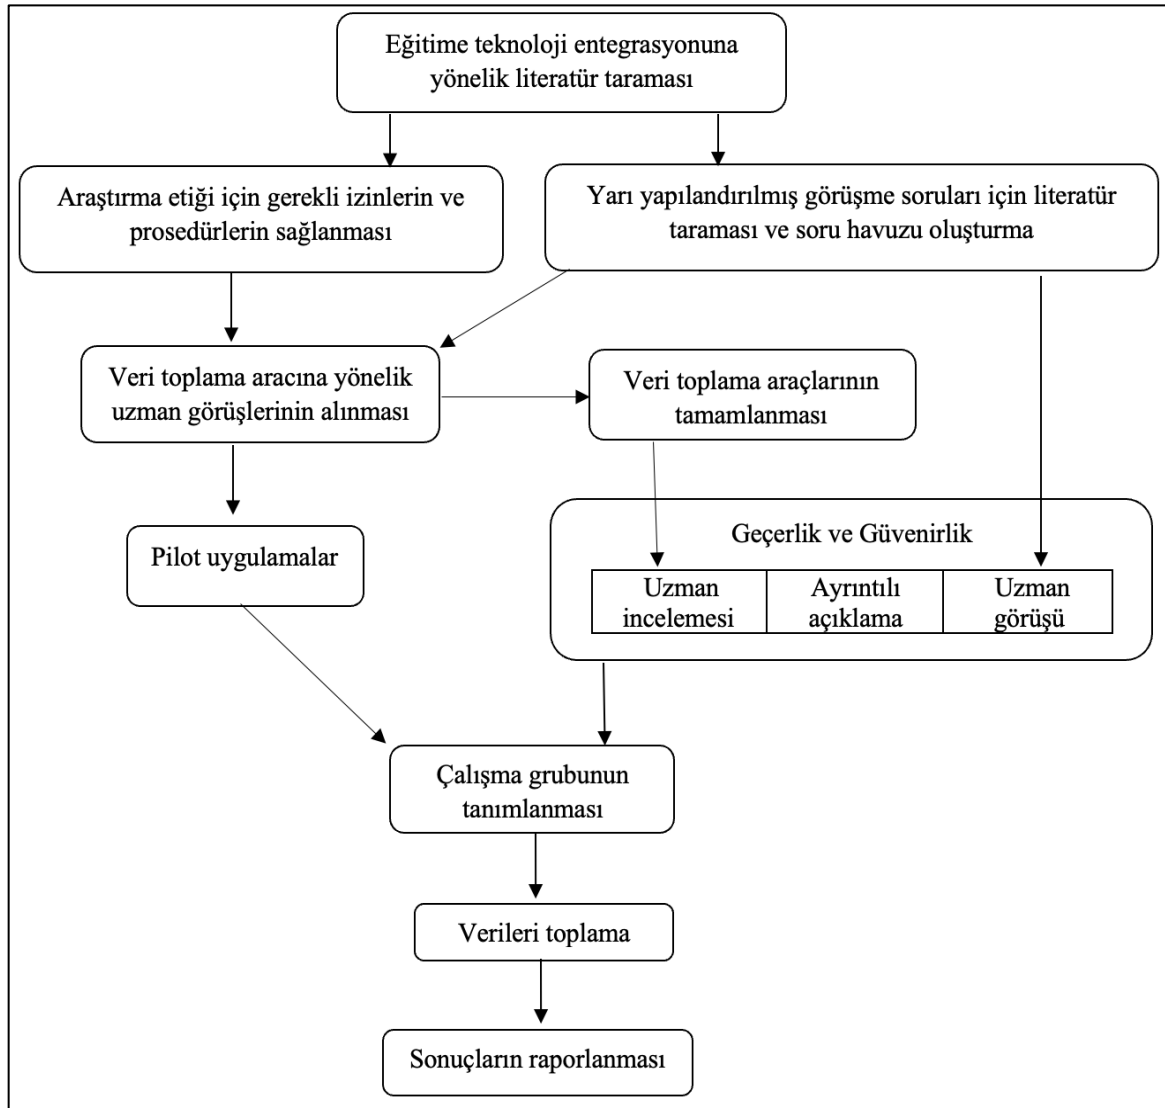 Eğitime teknoloji entegrasyonuna
yönelik literatür taraması
Araştırma etiği için gerekli izinlerin ve
prosedürlerin sağlanması
Yarı yapılandırılmış görüşme soruları için literatür
taraması ve soru havuzu oluşturma
Veri toplama aracına yönelik
uzman görüşlerinin alınması
Veri toplama araçlarının
tamamlanması
Pilot uygulamalar
Geçerlik ve Güvenirlik
Uzman
incelemesi
Ayrıntılı
açıklama
Uzman
görüşü
Çalışma grubunun
tanımlanması
Verileri toplama
Sonuçların raporlanması